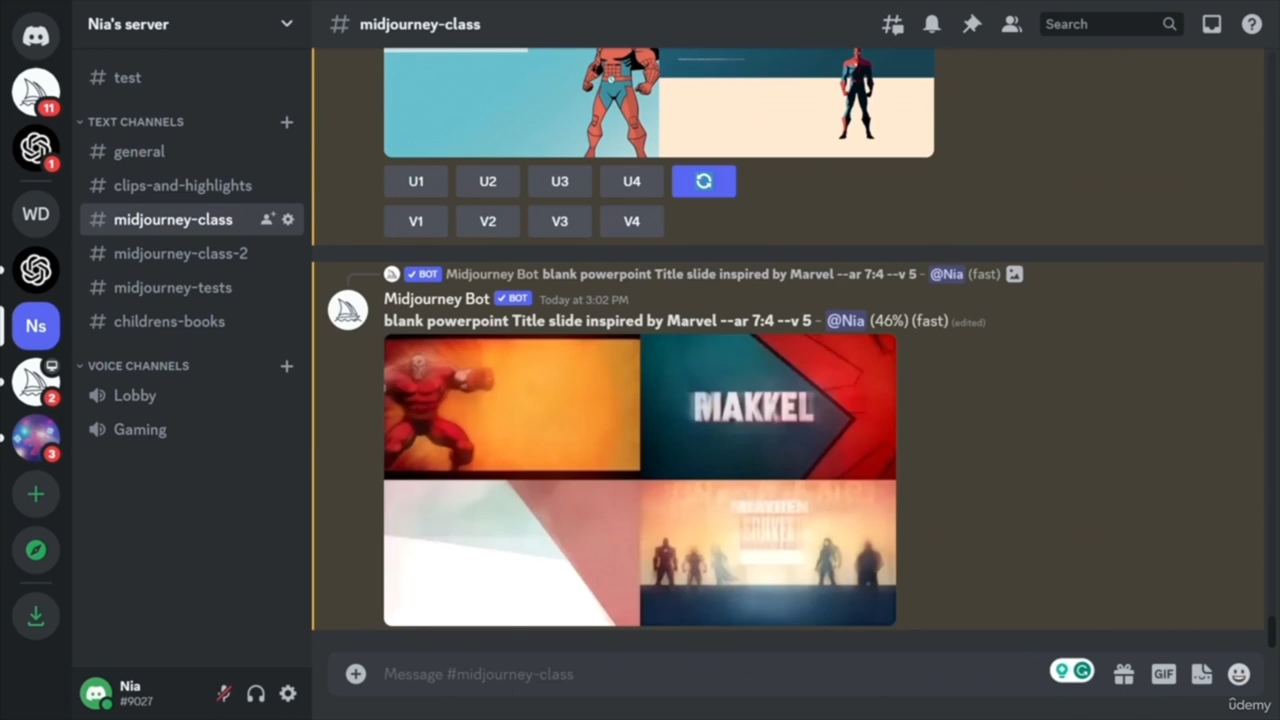 Nia's server
midjourney-class
Search
11
test
TEXT CHANNELS
1
general
clips-and-highlights
U1 U2 U3 U4
WD
midjourney-class
V1 V2 V3 V4
midjourney-class-2
BOT Midjourney Bot blank powerpoint Title slide inspired by Marvel --ar 7:4 --v 5 - @Nia (fast)
midjourney-tests
Midjourney Bot BOT Today at 3:02 PM
Ns
childrens-books
blank powerpoint Title slide inspired by Marvel --ar 7:4 --v 5 - @Nia (46%) (fast) (edited)
VOICE CHANNELS
2
Lobby
MAKKEL
Gaming
3
Nia
#9027
Message #midjourney-class
GIF
ûdemy